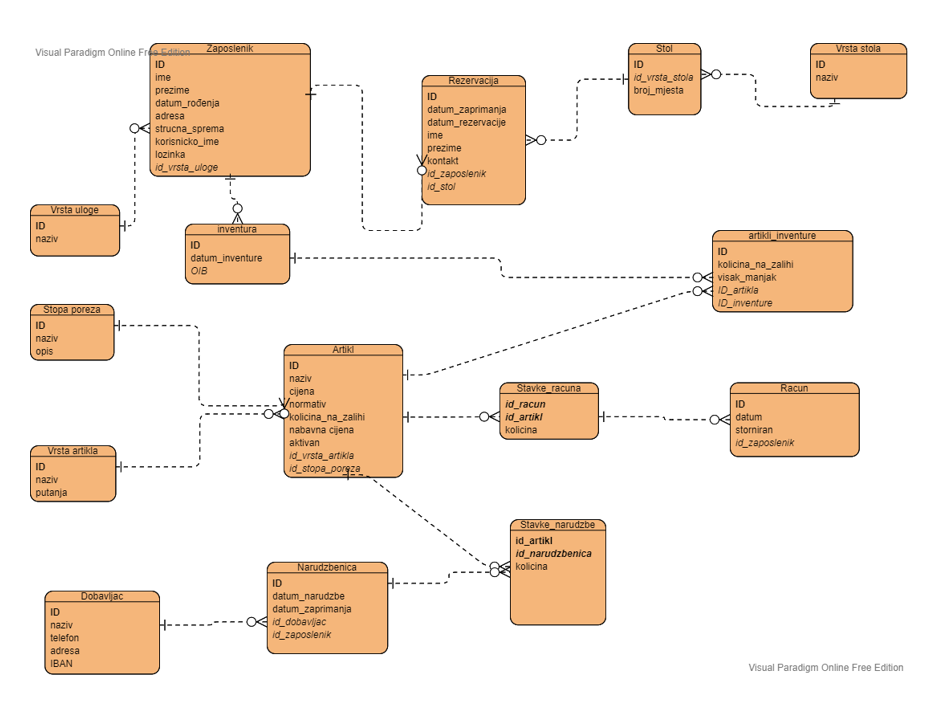 Visual Paradigm Online Free Edition
Zaposlenik
ID
ime
prezime
datum_rođenja
adresa
strucna_sprema
korisnicko_ime
lozinka
id_vrsta_uloge
Rezervacija
ID
datum_zaprimanja
datum_rezervacije
ime
prezime
kontakt
id_zaposlenik
id_stol
Stol
ID
id_vrsta_stola
broj_mjesta
Vrsta stola
ID
naziv
Vrsta uloge
ID
naziv
inventura
ID
datum_inventure
OIB
artikli_inventure
ID
kolicina_na_zalihi
visak_manjak
ID_artikla
ID_inventure
Stopa poreza
ID
naziv
opis
Artikl
ID
naziv
cijena
normativ
kolicina_na_zalihi
nabavna cijena
aktivan
id_vrsta_artikla
id_stopa_poreza
Stavke_racuna
id_racun
id_artikl
kolicina
Racun
ID
datum
storniran
id_zaposlenik
Vrsta artikla
ID
naziv
putanja
Stavke_narudzbe
id_artikl
id_narudzbenica
kolicina
Narudzbenica
ID
datum_narudzbe
datum_zaprimanja
id_dobavljac
id_zaposlenik
Dobavljac
ID
naziv
telefon
adresa
IBAN
Visual Paradigm Online Free Edition